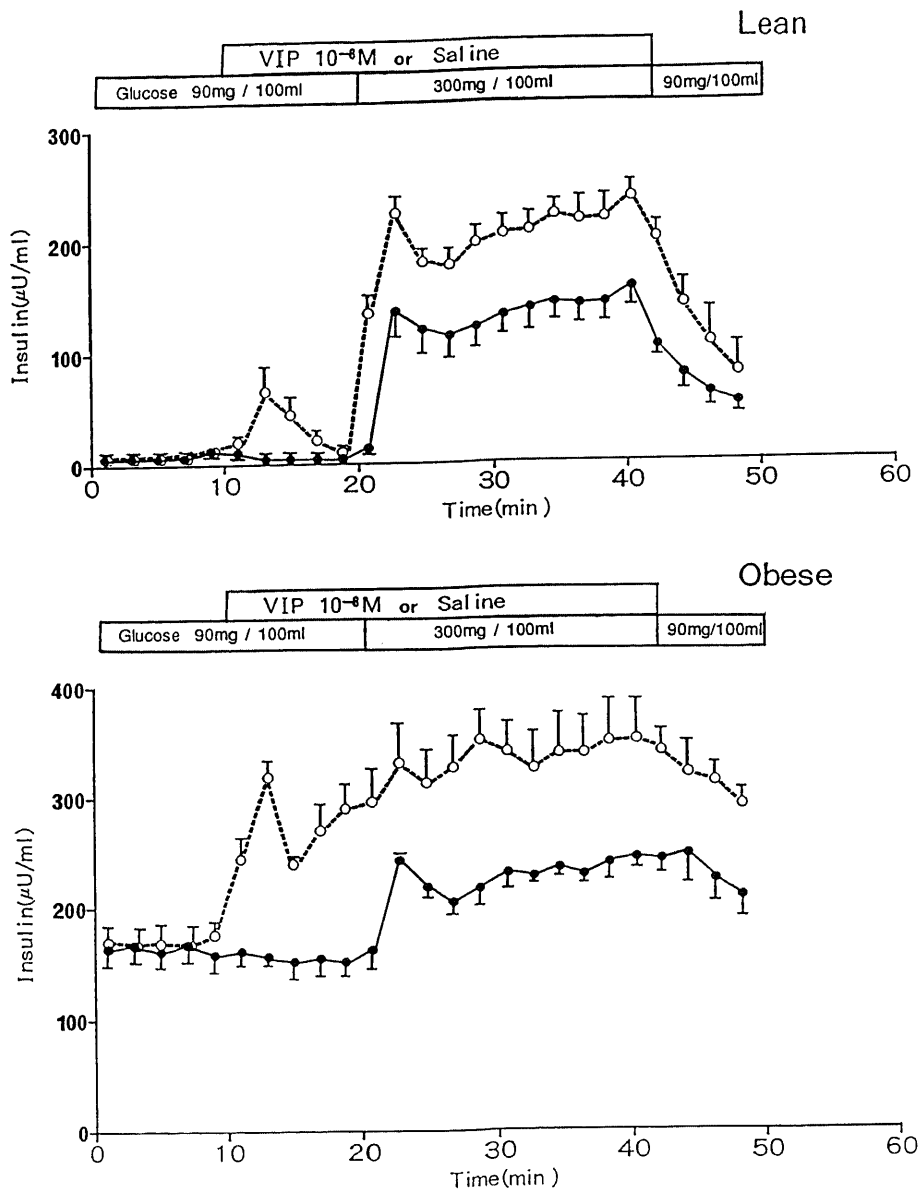 Lean
VIP 10⁻⁸M or Saline
Glucose 90mg / 100ml 300mg / 100ml 90mg/100ml
300
200
100
0
Insulin(μU/ml)
0 10 20 30 40 50 60
Time(min)
Obese
VIP 10⁻⁸M or Saline
Glucose 90mg / 100ml 300mg / 100ml 90mg/100ml
400
300
200
100
0
Insulin(μU/ml)
0 10 20 30 40 50 60
Time(min)